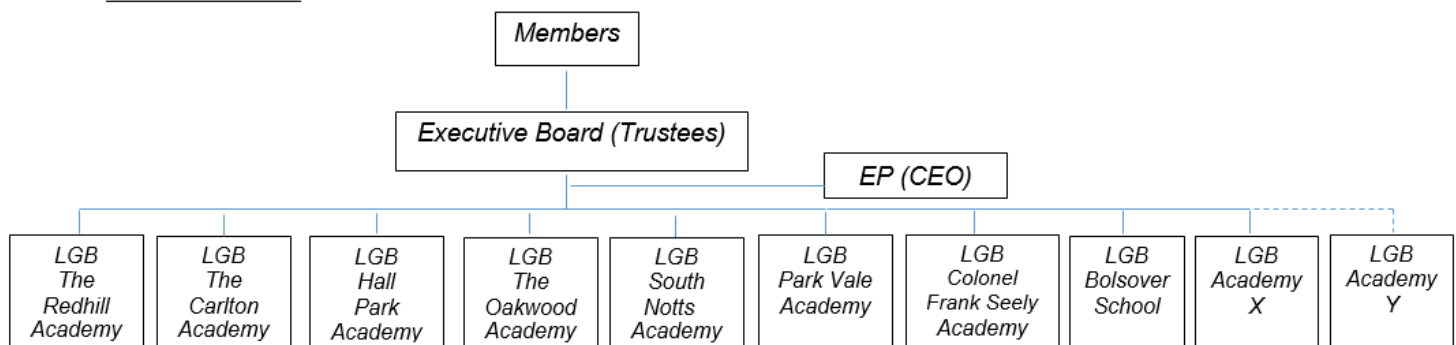 Members
Executive Board (Trustees)
EP (CEO)
LGB
The
Redhill
Academy
LGB
The
Carlton
Academy
LGB
Hall
Park
Academy
LGB
The
Oakwood
Academy
LGB
South
Notts
Academy
LGB
Park Vale
Academy
LGB
Colonel
Frank Seely
Academy
LGB
Bolsover
School
LGB
Academy
X
LGB
Academy
Y